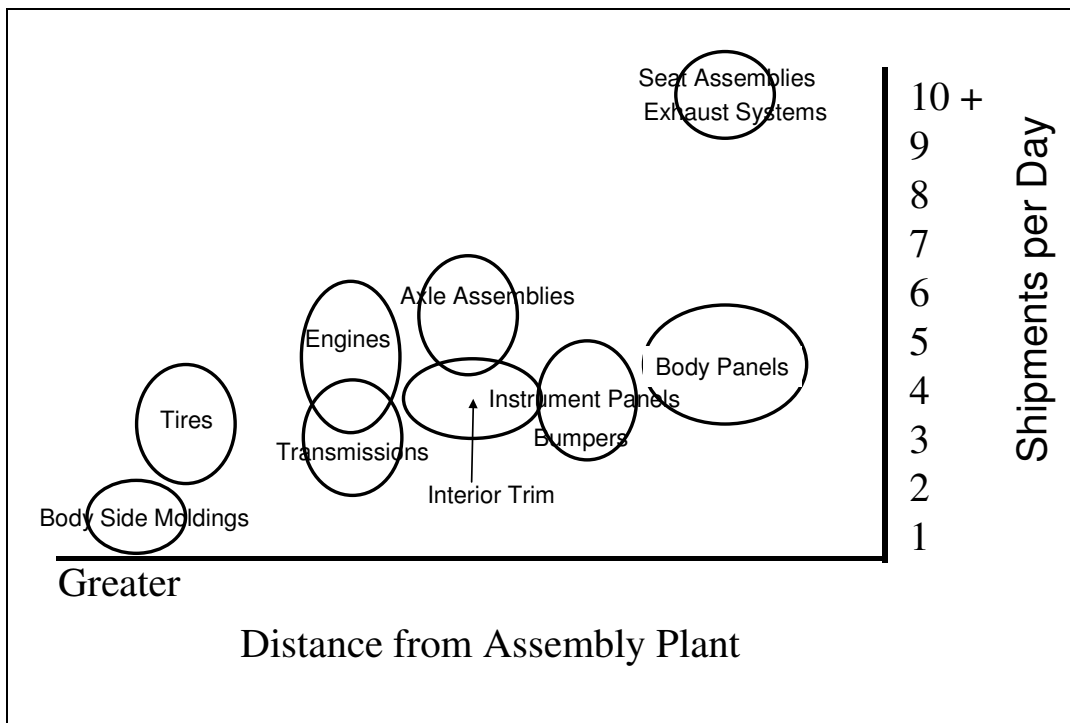 Seat Assemblies
Exhaust Systems
10 +
9
8
7
6
5
4
3
2
1
Shipments per Day
Axle Assemblies
Engines
Body Panels
Instrument Panels
Bumpers
Tires
Transmissions
Interior Trim
Body Side Moldings
Greater
Distance from Assembly Plant